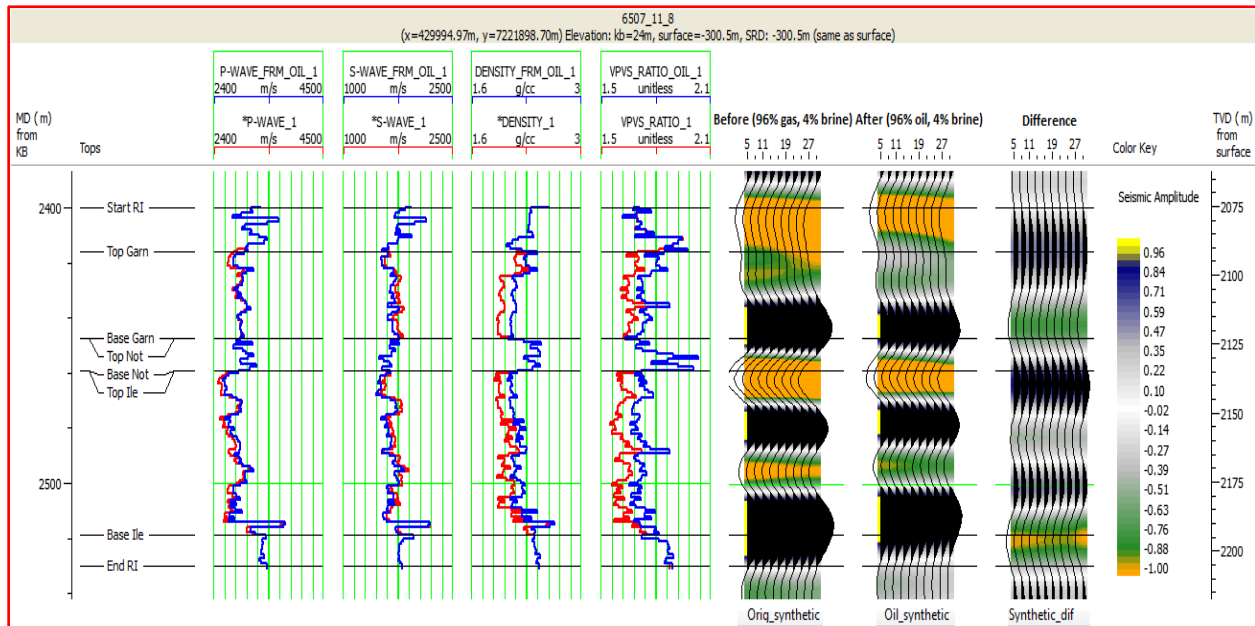 6507_11_8
(x=429994.97m, y=7221898.70m) Elevation: kb=24m, surface=-300.5m, SRD: -300.5m (same as surface)
P-WAVE_FRM_OIL_1 S-WAVE_FRM_OIL_1 DENSITY_FRM_OIL_1 VPVS_RATIO_OIL_1
2400 m/s 4500 1000 m/s 2500 1.6 g/cc 3 1.5 unitless 2.1
MD (m) from KB
Tops
*P-WAVE_1 *S-WAVE_1 *DENSITY_1 VPVS_RATIO_1
2400 m/s 4500 1000 m/s 2500 1.6 g/cc 3 1.5 unitless 2.1
Before (96% gas, 4% brine) After (96% oil, 4% brine) Difference
5 11 19 27 5 11 19 27 5 11 19 27
Color Key
TVD (m) from surface
2400 Start RI 2075
Top Garn
2100
Base Garn
Top Not 2125
Base Not
Top Ile
2150
2500 2175
Base Ile
2200
End RI
Seismic Amplitude
0.96
0.84
0.71
0.59
0.47
0.35
0.22
0.10
-0.02
-0.14
-0.27
-0.39
-0.51
-0.63
-0.76
-0.88
-1.00
Orig_synthetic Oil_synthetic Synthetic_dif